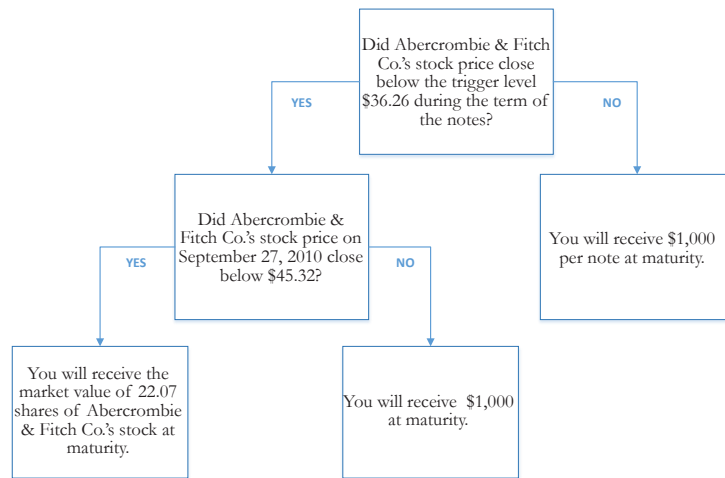 Did Abercrombie & Fitch
Co.'s stock price close
below the trigger level
$36.26 during the term of
the notes?
YES
NO
Did Abercrombie &
Fitch Co.'s stock price on
September 27, 2010 close
below $45.32?
You will receive $1,000
per note at maturity.
YES
NO
You will receive the
market value of 22.07
shares of Abercrombie
& Fitch Co.'s stock at
maturity.
You will receive $1,000
at maturity.